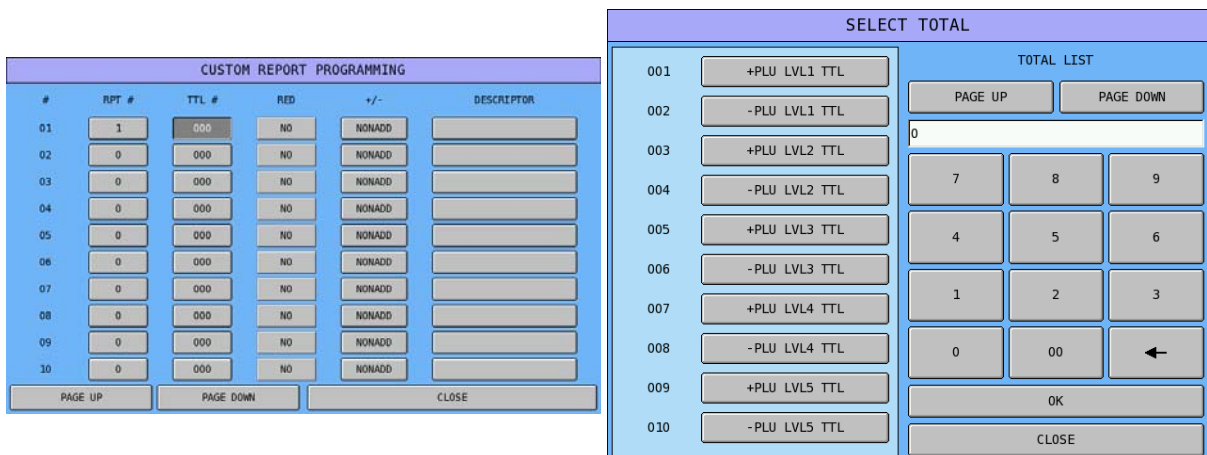 CUSTOM REPORT PROGRAMMING
# RPT # TTL # RED +/- DESCRIPTOR
01 1 000 NO NONADD
02 0 000 NO NONADD
03 0 000 NO NONADD
04 0 000 NO NONADD
05 0 000 NO NONADD
06 0 000 NO NONADD
07 0 000 NO NONADD
08 0 000 NO NONADD
09 0 000 NO NONADD
10 0 000 NO NONADD
PAGE UP PAGE DOWN CLOSE
SELECT TOTAL
001 +PLU LVL1 TTL
002 -PLU LVL1 TTL
003 +PLU LVL2 TTL
004 -PLU LVL2 TTL
005 +PLU LVL3 TTL
006 -PLU LVL3 TTL
007 +PLU LVL4 TTL
008 -PLU LVL4 TTL
009 +PLU LVL5 TTL
010 -PLU LVL5 TTL
TOTAL LIST
PAGE UP PAGE DOWN
0
7 8 9
4 5 6
1 2 3
0 00 ←
OK
CLOSE